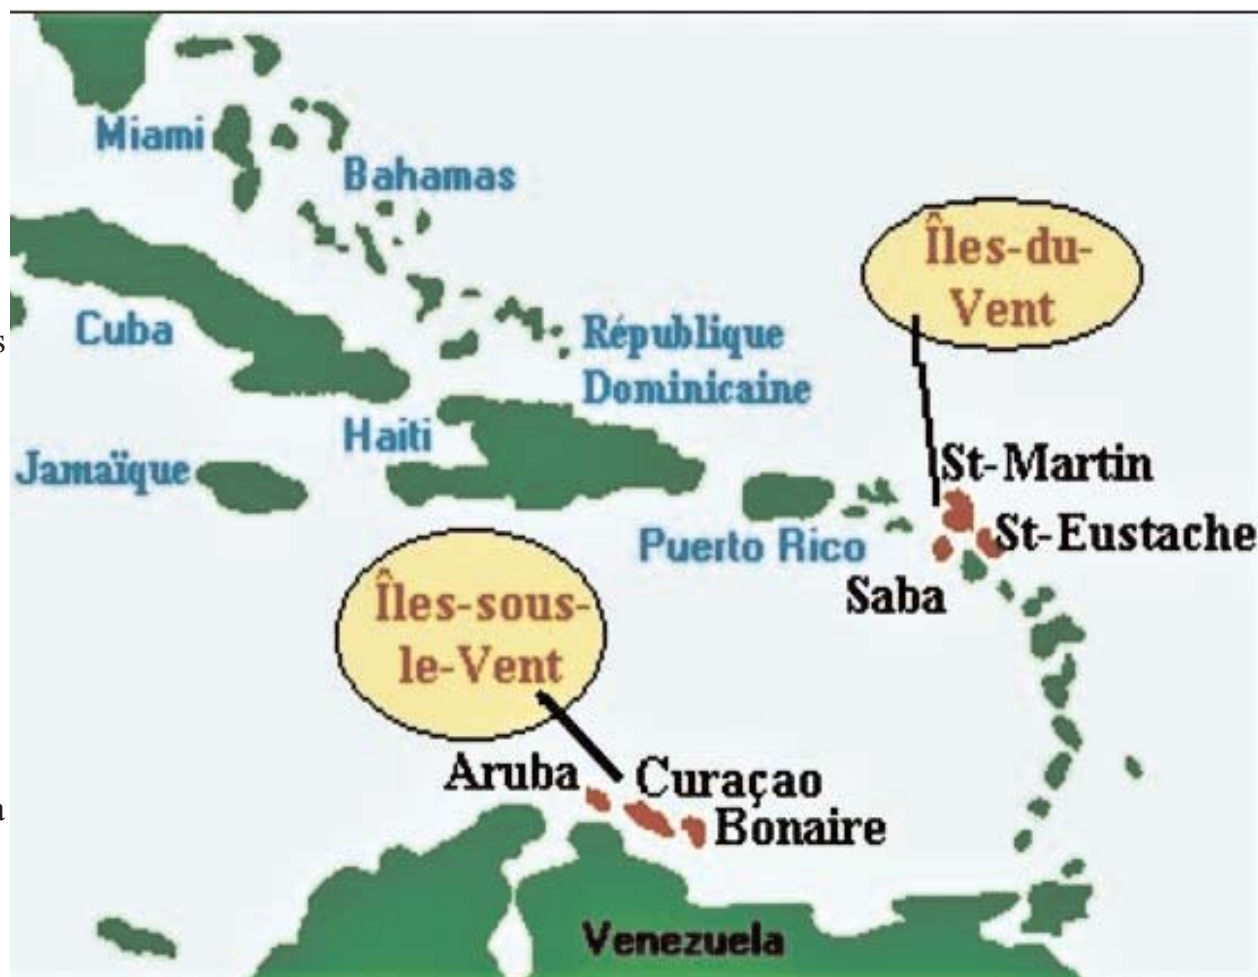 Miami
Bahamas
Îles-du-
Vent
Cuba
s
République
Dominicaine
Haiti
Jamaïque
St-Martin
St-Eustache
Puerto Rico
Saba
Îles-sous-
le-Vent
Aruba
Curaçao
a
Bonaire
Venezuela